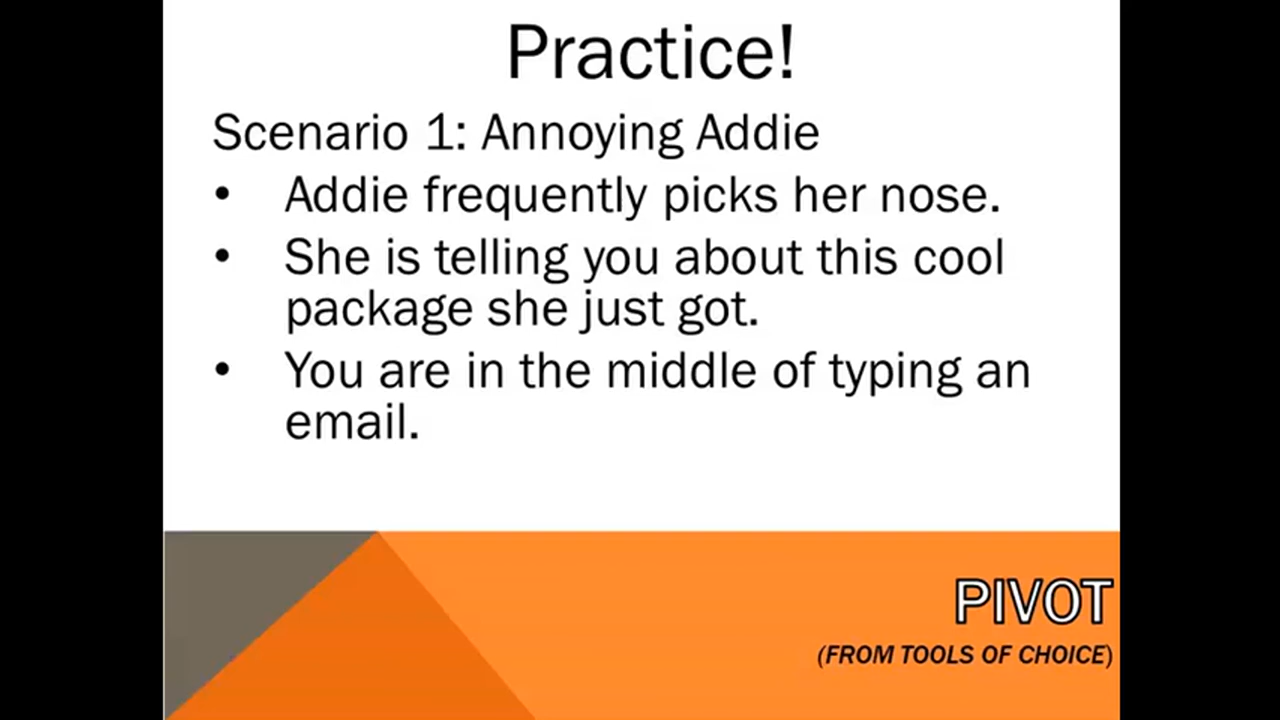 Practice!
Scenario 1: Annoying Addie
• Addie frequently picks her nose.
• She is telling you about this cool
package she just got.
• You are in the middle of typing an
email.
PIVOT
(FROM TOOLS OF CHOICE)